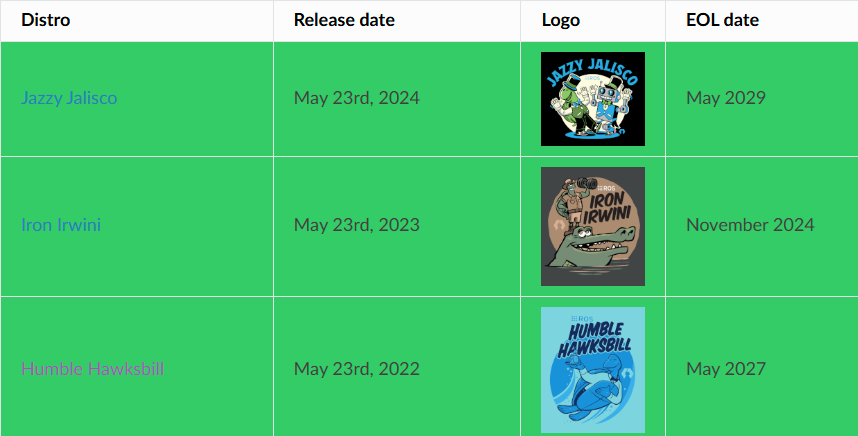 Distro Release date Logo EOL date
JAZZY JALISCO
ROS
Jazzy Jalisco May 23rd, 2024 May 2029
ROS
IRON
IRWINI
Iron Irwini May 23rd, 2023 November 2024
ROS
HUMBLE
HAWKSBILL
Humble Hawksbill May 23rd, 2022 May 2027